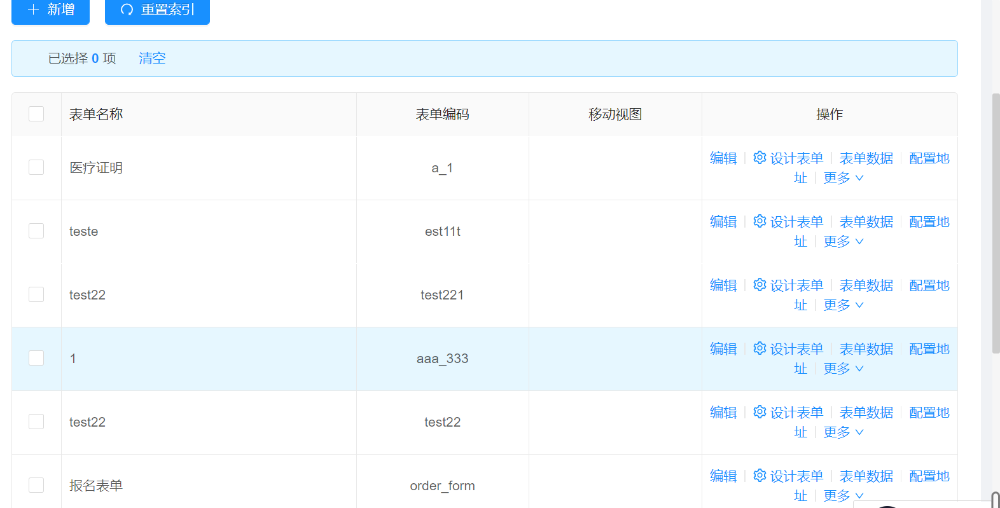 新增 重置索引
已选择 0 项 清空
表单名称 表单编码 移动视图 操作
医疗证明 a_1 编辑 设计表单 表单数据 配置地
址 更多
teste est11t 编辑 设计表单 表单数据 配置地
址 更多
test22 test221 编辑 设计表单 表单数据 配置地
址 更多
1 aaa_333 编辑 设计表单 表单数据 配置地
址 更多
test22 test22 编辑 设计表单 表单数据 配置地
址 更多
报名表单 order_form 编辑 设计表单 表单数据 配置地
址 更多